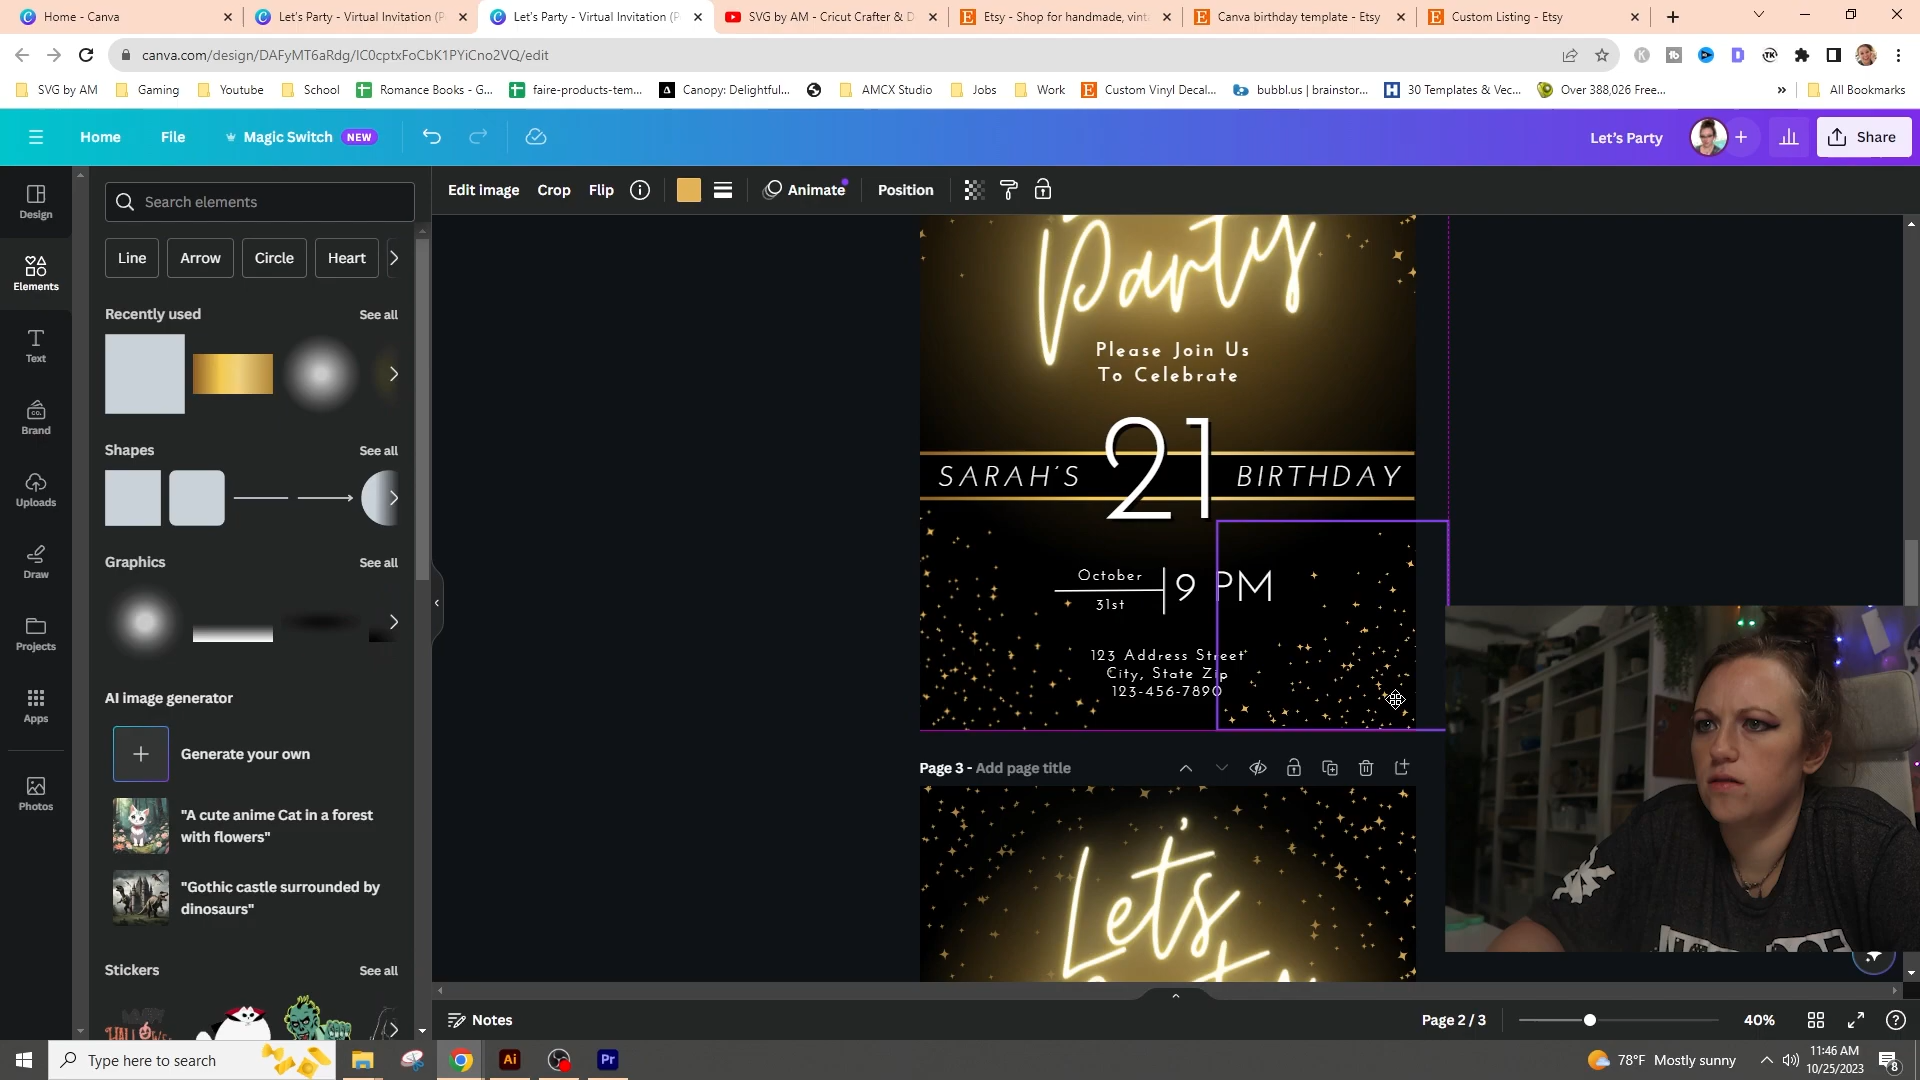 Home - Canva
Let's Party - Virtual Invitation (P
Let's Party - Virtual Invitation (P
SVG by AM - Cricut Crafter & D
Etsy - Shop for handmade, vint
Canva birthday template - Etsy
Custom Listing - Etsy
canva.com/design/DAFyMT6aRdg/IC0cptxFoCbK1PYiCno2VQ/edit
SVG by AM
Gaming
Youtube
School
Romance Books - G...
faire-products-tem...
Canopy: Delightful...
AMCX Studio
Jobs
Work
Custom Vinyl Decal...
bubbl.us | brainstor...
30 Templates & Vec...
Over 388,026 Free...
»
All Bookmarks
Home
File
Magic Switch NEW
Let's Party
Share
Design
Elements
Text
Brand
Uploads
Draw
Projects
Apps
Photos
Search elements
Line
Arrow
Circle
Heart
Recently used
See all
Shapes
See all
Graphics
See all
AI image generator
Generate your own
"A cute anime Cat in a forest
with flowers"
"Gothic castle surrounded by
dinosaurs"
Stickers
See all
Edit image
Crop
Flip
Animate
Position
Party
Please Join Us
To Celebrate
SARAH'S 21 BIRTHDAY
October
31st
9 PM
123 Address Street
City, State Zip
123-456-7890
Page 3 - Add page title
Let's
Notes
Page 2 / 3
40%
Type here to search
Ai
Pr
78°F Mostly sunny
11:46 AM
10/25/2023
8